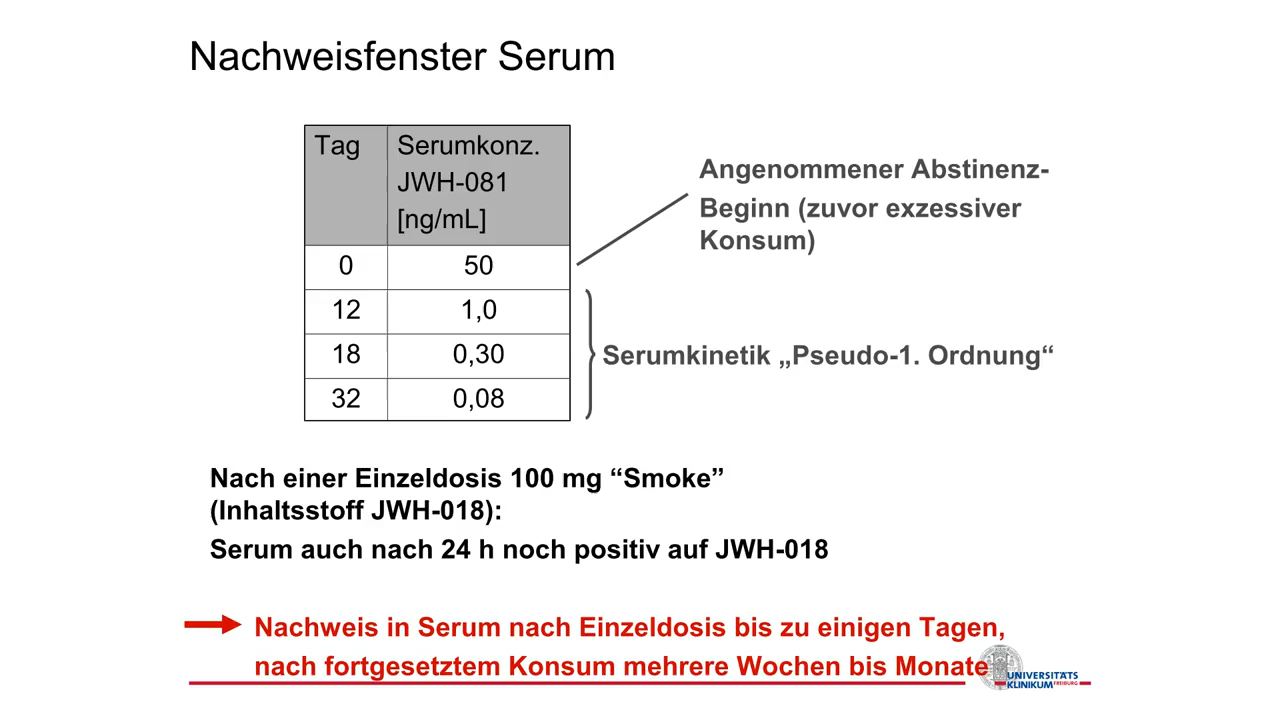 Nachweisfenster Serum
Tag Serumkonz.
JWH-081
[ng/mL]
0 50
12 1,0
18 0,30
32 0,08
Angenommener Abstinenz-
Beginn (zuvor exzessiver
Konsum)
Serumkinetik „Pseudo-1. Ordnung“
Nach einer Einzeldosis 100 mg “Smoke”
(Inhaltsstoff JWH-018):
Serum auch nach 24 h noch positiv auf JWH-018
Nachweis in Serum nach Einzeldosis bis zu einigen Tagen,
nach fortgesetztem Konsum mehrere Wochen bis Monate
UNIVERSITÄTS
KLINIKUM FREIBURG